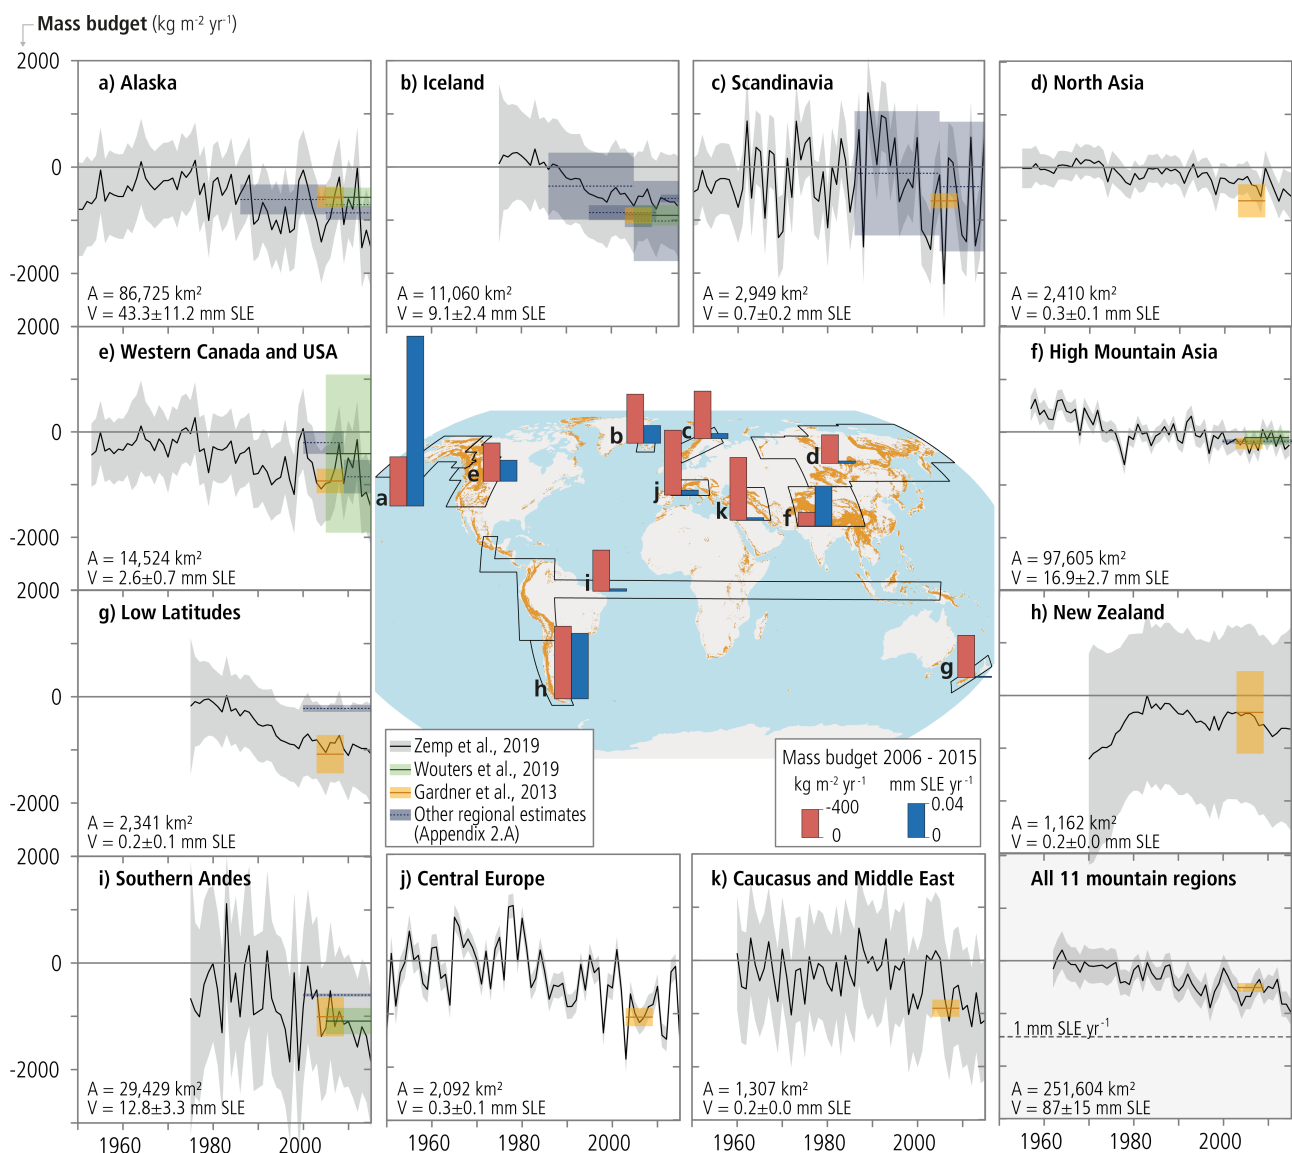 Mass budget (kg m⁻² yr⁻¹)
2000
0
-2000
2000
0
-2000
2000
0
-2000
2000
0
-2000
a) Alaska
A = 86,725 km²
V = 43.3±11.2 mm SLE
b) Iceland
A = 11,060 km²
V = 9.1±2.4 mm SLE
c) Scandinavia
A = 2,949 km²
V = 0.7±0.2 mm SLE
d) North Asia
A = 2,410 km²
V = 0.3±0.1 mm SLE
e) Western Canada and USA
A = 14,524 km²
V = 2.6±0.7 mm SLE
a
e
b
c
j
k
d
f
i
h
g
f) High Mountain Asia
A = 97,605 km²
V = 16.9±2.7 mm SLE
g) Low Latitudes
A = 2,341 km²
V = 0.2±0.1 mm SLE
Zemp et al., 2019
Wouters et al., 2019
Gardner et al., 2013
Other regional estimates
(Appendix 2.A)
Mass budget 2006 - 2015
kg m⁻² yr⁻¹ mm SLE yr⁻¹
-400 0.04
0 0
h) New Zealand
A = 1,162 km²
V = 0.2±0.0 mm SLE
i) Southern Andes
A = 29,429 km²
V = 12.8±3.3 mm SLE
j) Central Europe
A = 2,092 km²
V = 0.3±0.1 mm SLE
k) Caucasus and Middle East
A = 1,307 km²
V = 0.2±0.0 mm SLE
All 11 mountain regions
1 mm SLE yr⁻¹
A = 251,604 km²
V = 87±15 mm SLE
1960 1980 2000 1960 1980 2000 1960 1980 2000 1960 1980 2000